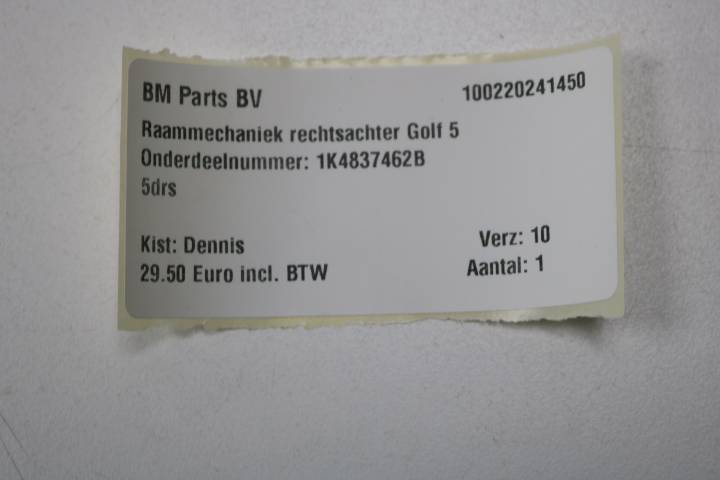 BM Parts BV 100220241450
Raammechaniek rechtsachter Golf 5
Onderdeelnummer: 1K4837462B
5drs
Kist: Dennis Verz: 10
29.50 Euro incl. BTW Aantal: 1